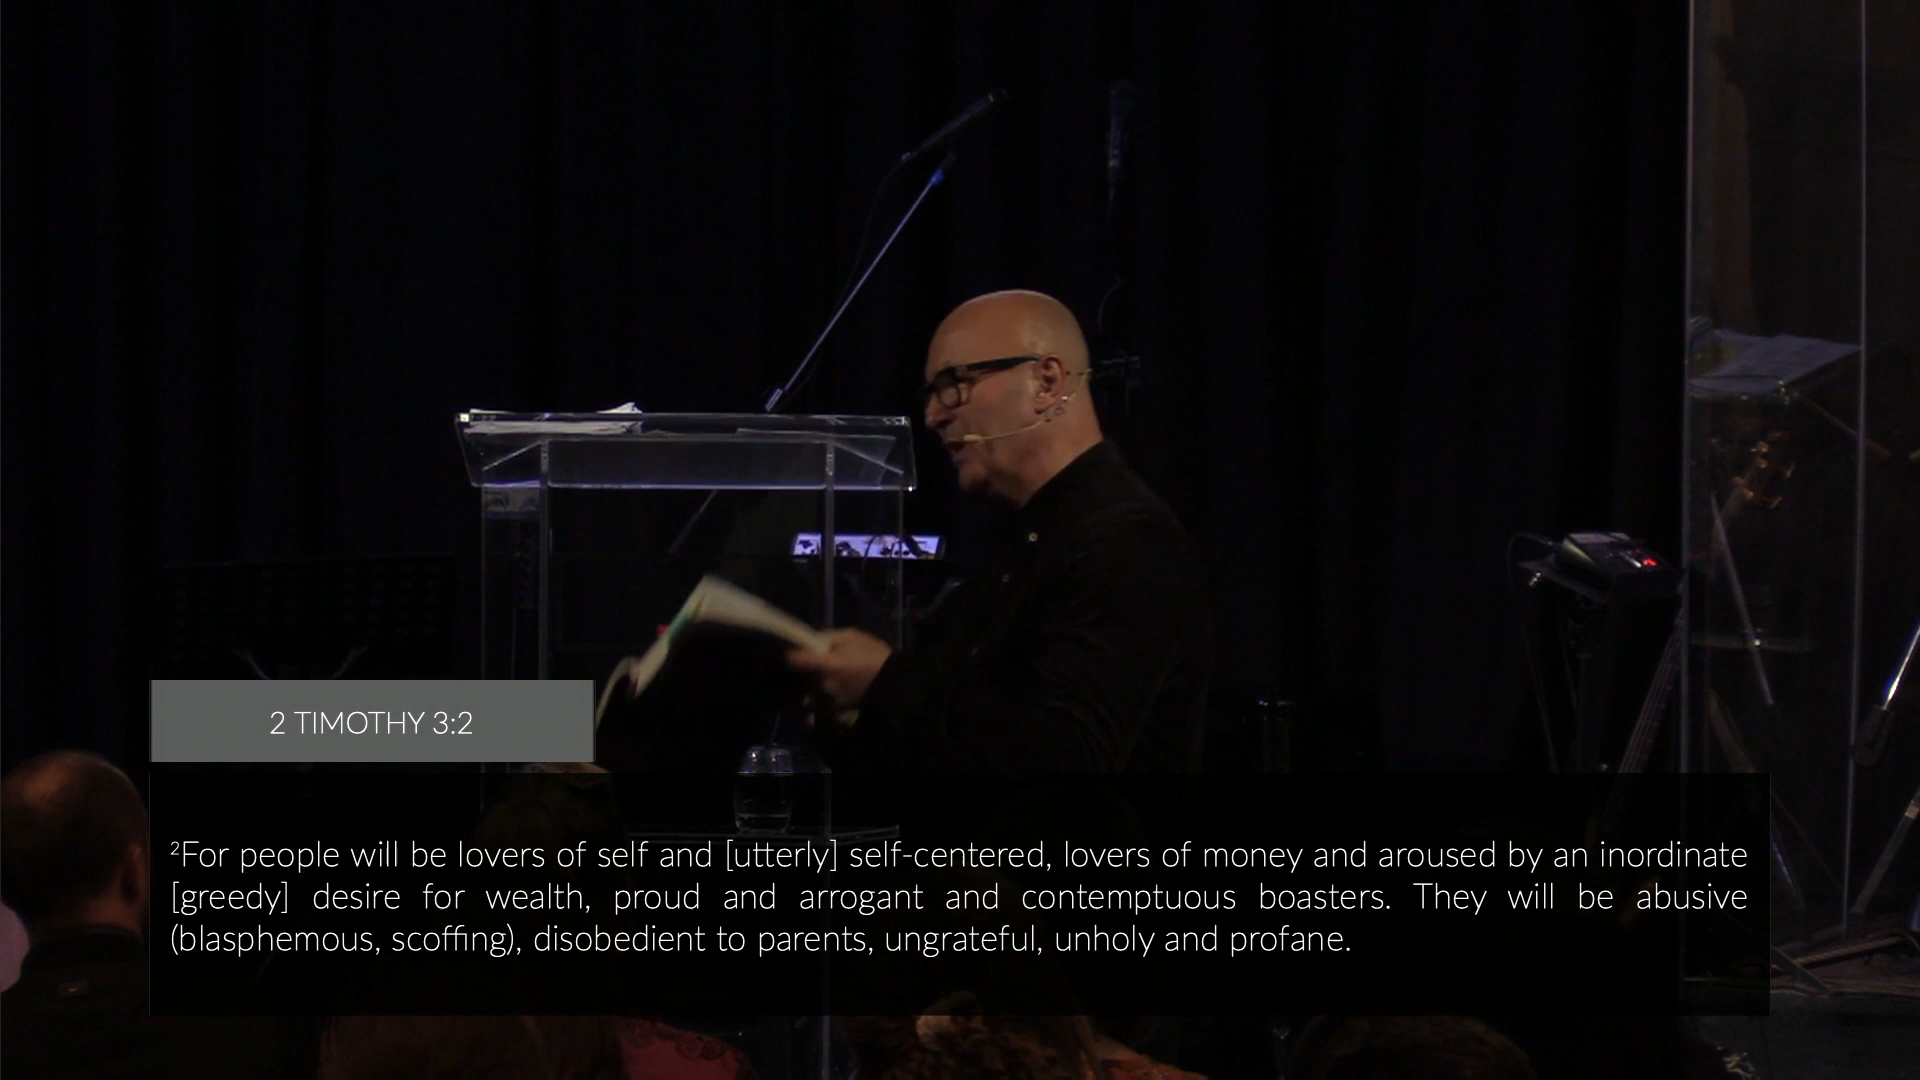 2 TIMOTHY 3:2
²For people will be lovers of self and [utterly] self-centered, lovers of money and aroused by an inordinate
[greedy] desire for wealth, proud and arrogant and contemptuous boasters. They will be abusive
(blasphemous, scoffing), disobedient to parents, ungrateful, unholy and profane.